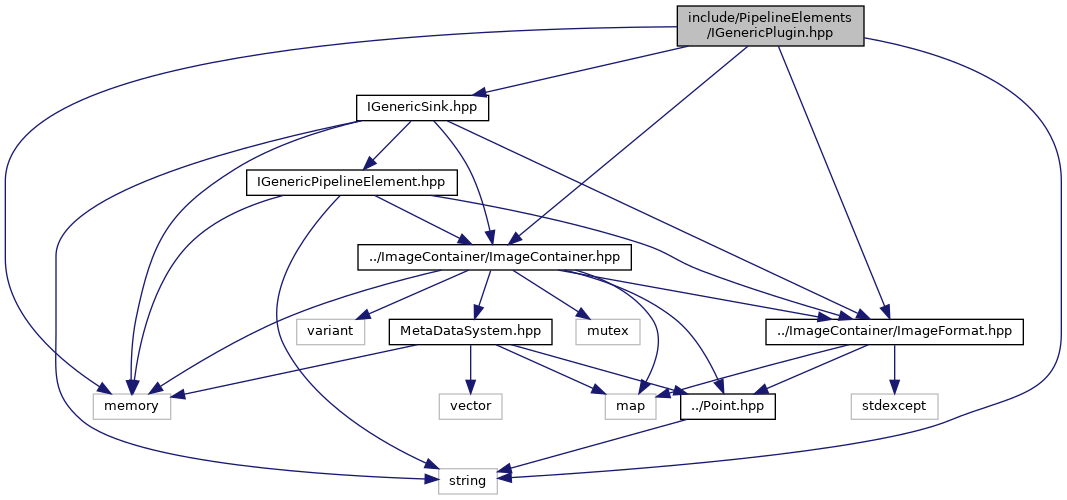 include/PipelineElements
/IGenericPlugin.hpp
IGenericSink.hpp
IGenericPipelineElement.hpp
../ImageContainer/ImageContainer.hpp
variant
MetaDataSystem.hpp
mutex
../ImageContainer/ImageFormat.hpp
memory
vector
map
../Point.hpp
stdexcept
string